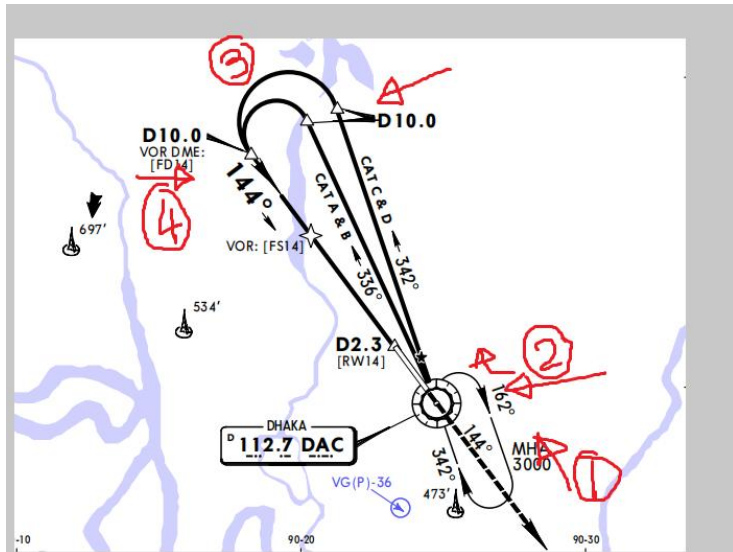 ③
D10.0
D10.0
VOR DME:
[FD14]
144°
④
697'
VOR: [FS14]
CAT A & B
336°
CAT C & D
342°
534'
D2.3
[RW14]
②
162°
DHAKA
D 112.7 DAC
144°
MHA
3000
①
342°
VG(P)-36
473'
-10
90-20
90-30